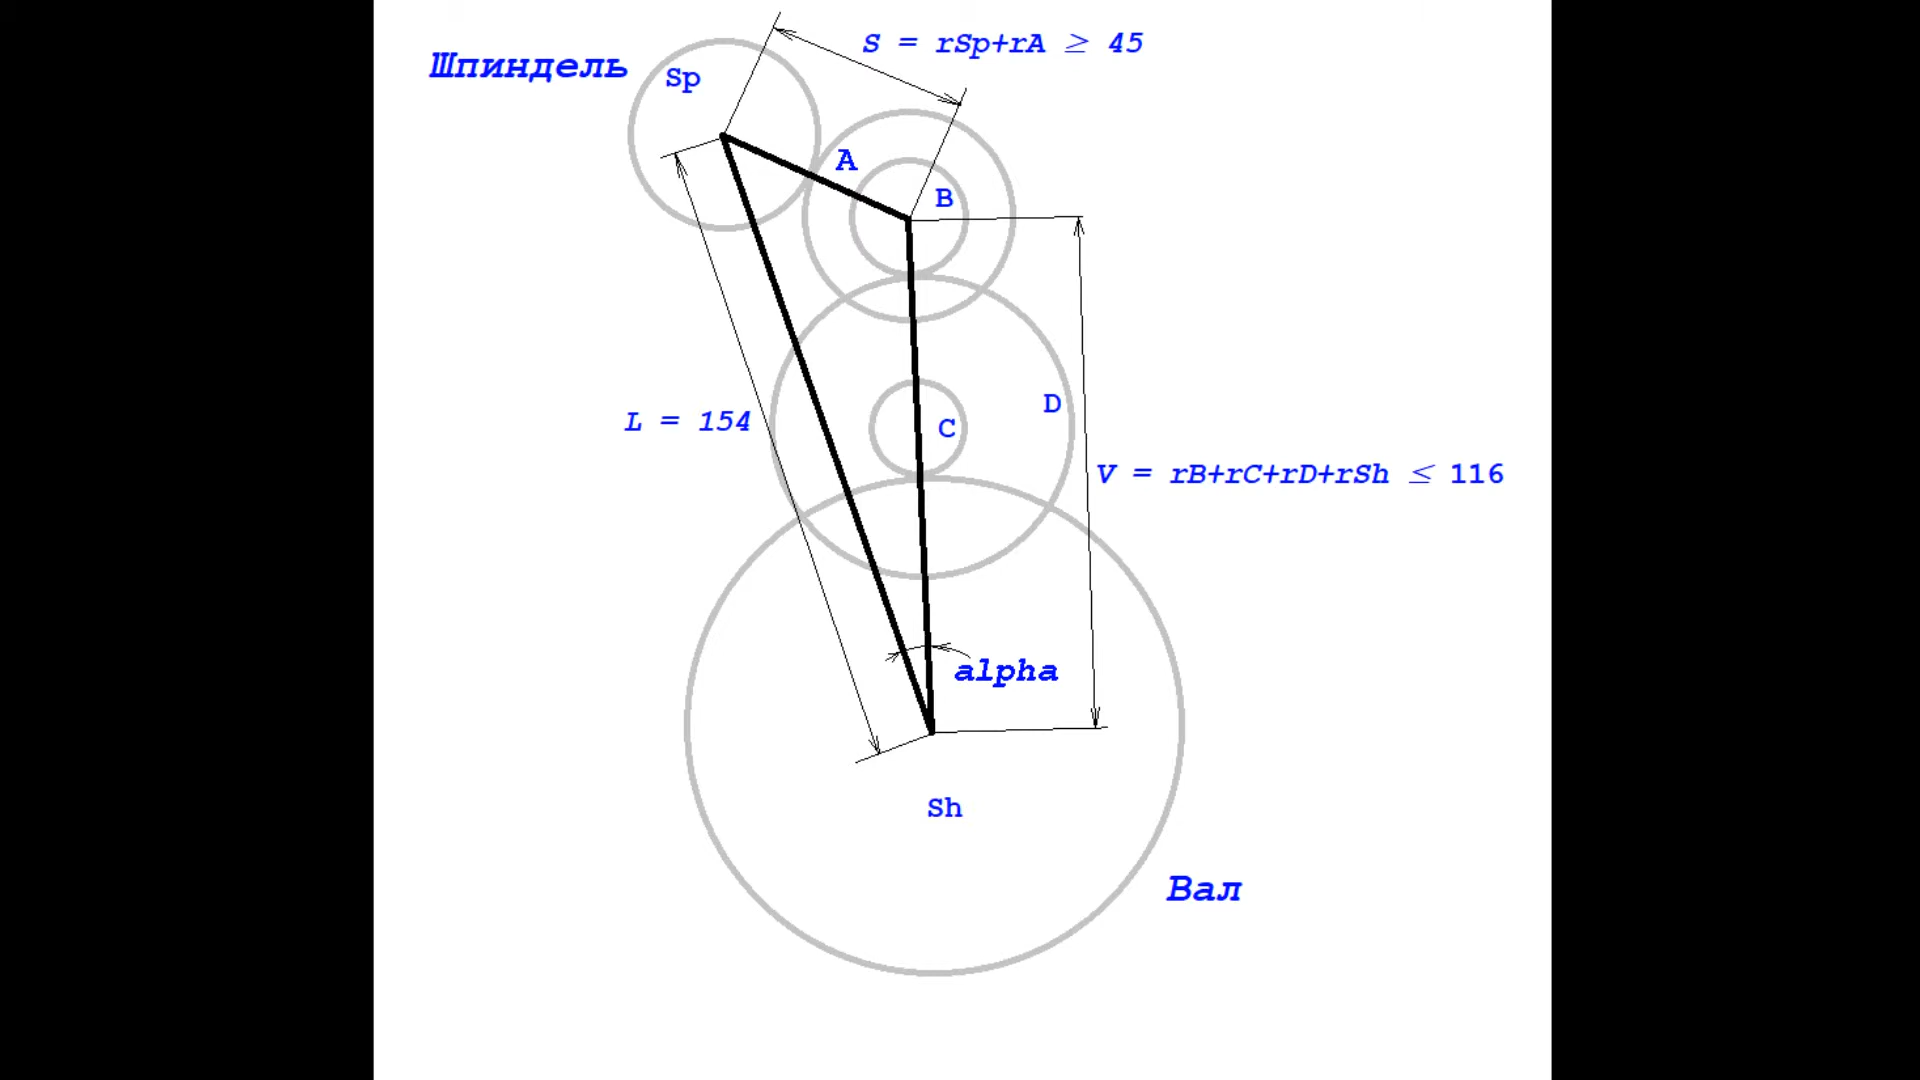 S = rSp+rA ≥ 45
Шпиндель
Sp
A
B
D
L = 154
C
V = rB+rC+rD+rSh ≤ 116
alpha
Sh
Вал